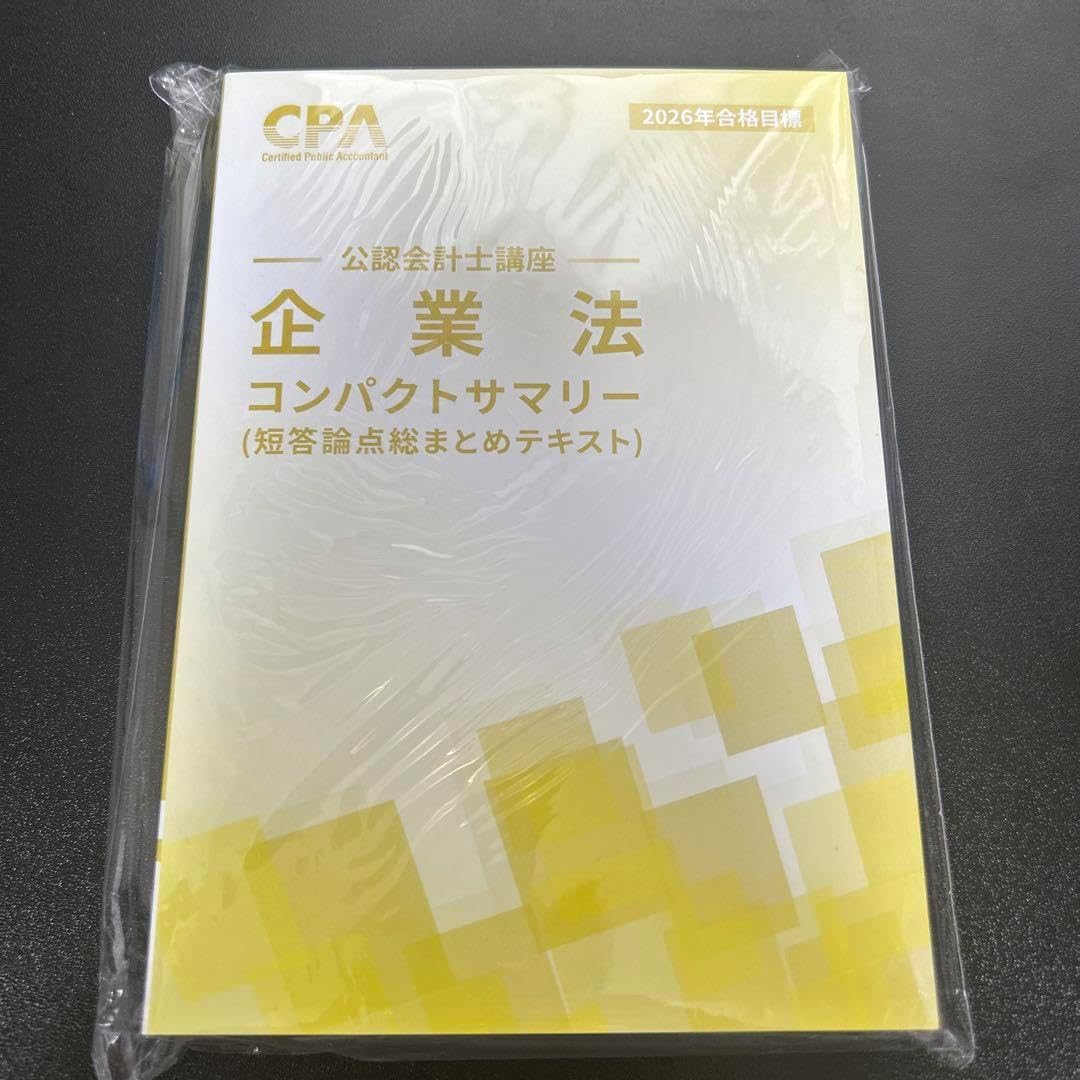 CPA
Certified Public Accountant
2026年合格目標
公認会計士講座
企業法
コンパクトサマリー
(短答論点総まとめテキスト)